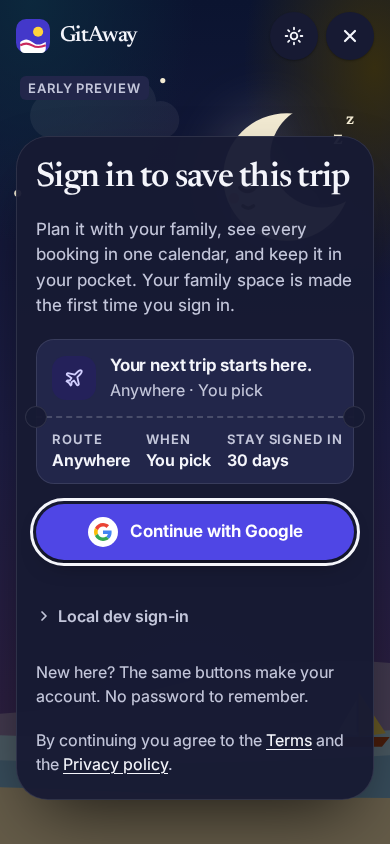 GitAway
EARLY PREVIEW
z
z
Sign in to save this trip
Plan it with your family, see every
booking in one calendar, and keep it in
your pocket. Your family space is made
the first time you sign in.
Your next trip starts here.
Anywhere · You pick
ROUTE WHEN STAY SIGNED IN
Anywhere You pick 30 days
Continue with Google
Local dev sign-in
New here? The same buttons make your
account. No password to remember.
By continuing you agree to the Terms and
the Privacy policy.